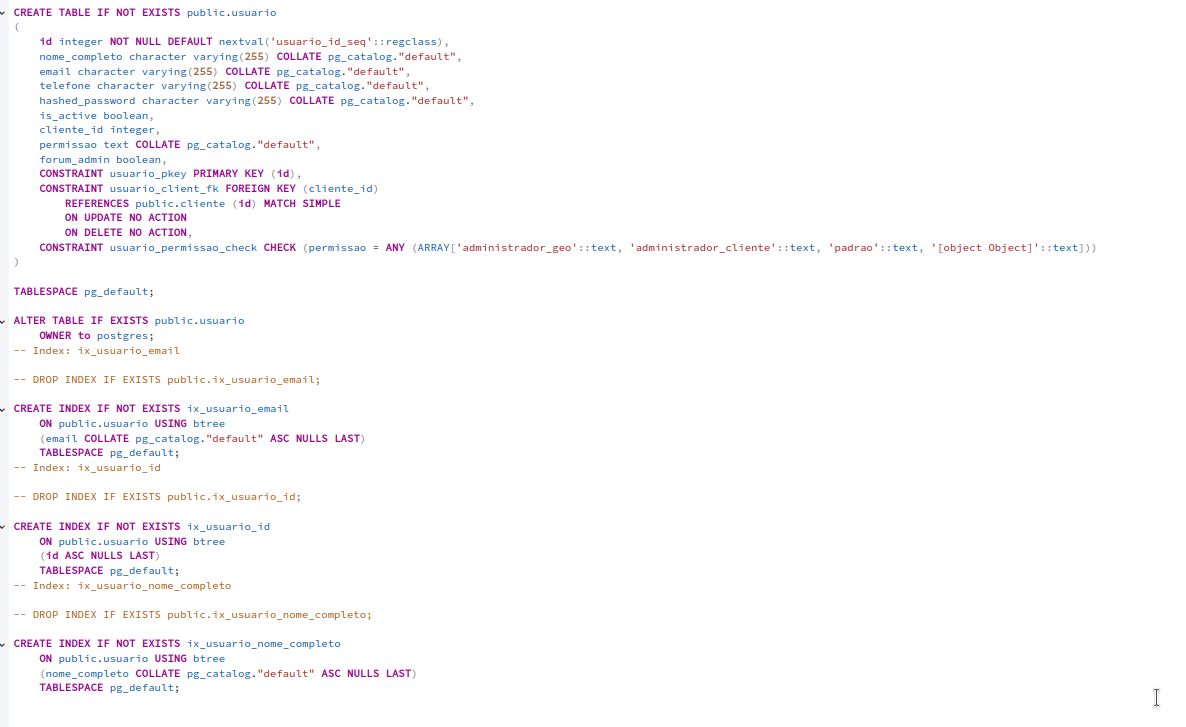 CREATE TABLE IF NOT EXISTS public.usuario
(
    id integer NOT NULL DEFAULT nextval('usuario_id_seq'::regclass),
    nome_completo character varying(255) COLLATE pg_catalog."default",
    email character varying(255) COLLATE pg_catalog."default",
    telefone character varying(255) COLLATE pg_catalog."default",
    hashed_password character varying(255) COLLATE pg_catalog."default",
    is_active boolean,
    cliente_id integer,
    permissao text COLLATE pg_catalog."default",
    forum_admin boolean,
    CONSTRAINT usuario_pkey PRIMARY KEY (id),
    CONSTRAINT usuario_client_fk FOREIGN KEY (cliente_id)
        REFERENCES public.cliente (id) MATCH SIMPLE
        ON UPDATE NO ACTION
        ON DELETE NO ACTION,
    CONSTRAINT usuario_permissao_check CHECK (permissao = ANY (ARRAY['administrador_geo'::text, 'administrador_cliente'::text, 'padrao'::text, '[object Object]'::text]))
)

TABLESPACE pg_default;

ALTER TABLE IF EXISTS public.usuario
    OWNER to postgres;
-- Index: ix_usuario_email

-- DROP INDEX IF EXISTS public.ix_usuario_email;

CREATE INDEX IF NOT EXISTS ix_usuario_email
    ON public.usuario USING btree
    (email COLLATE pg_catalog."default" ASC NULLS LAST)
    TABLESPACE pg_default;
-- Index: ix_usuario_id

-- DROP INDEX IF EXISTS public.ix_usuario_id;

CREATE INDEX IF NOT EXISTS ix_usuario_id
    ON public.usuario USING btree
    (id ASC NULLS LAST)
    TABLESPACE pg_default;
-- Index: ix_usuario_nome_completo

-- DROP INDEX IF EXISTS public.ix_usuario_nome_completo;

CREATE INDEX IF NOT EXISTS ix_usuario_nome_completo
    ON public.usuario USING btree
    (nome_completo COLLATE pg_catalog."default" ASC NULLS LAST)
    TABLESPACE pg_default;